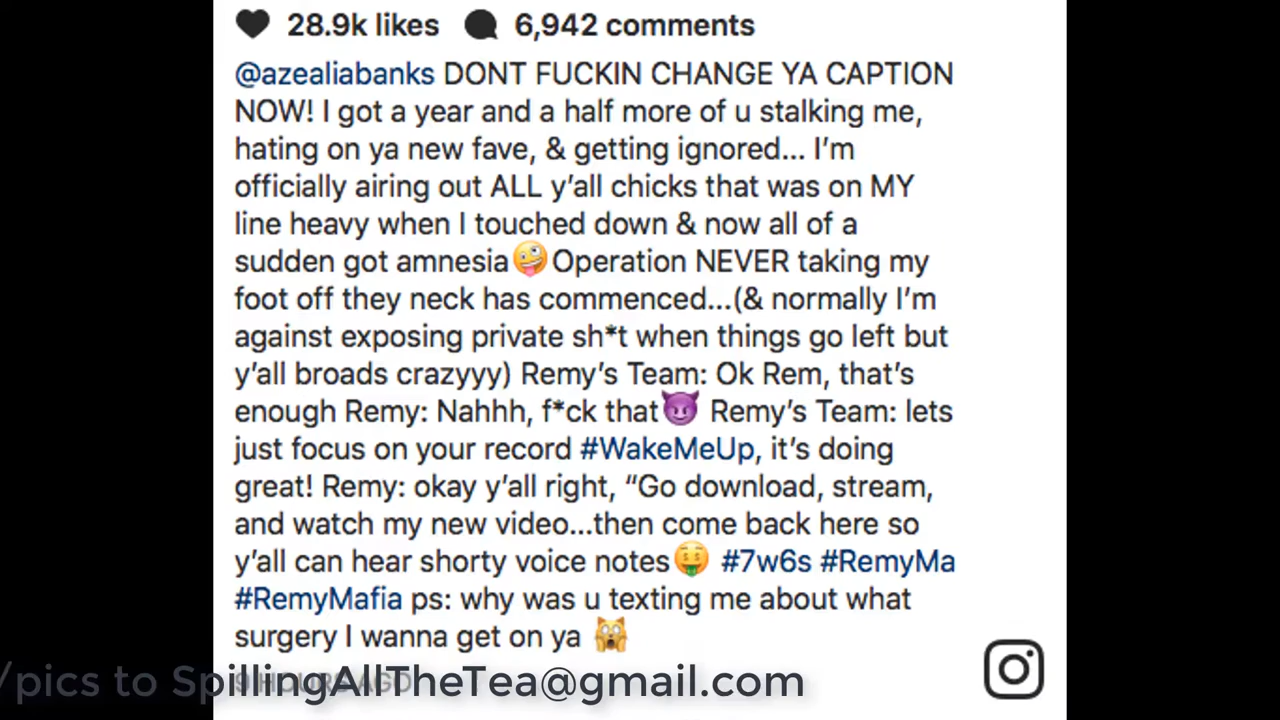 28.9k likes 6,942 comments
@azealiabanks DONT FUCKIN CHANGE YA CAPTION
NOW! I got a year and a half more of u stalking me,
hating on ya new fave, & getting ignored... I'm
officially airing out ALL y'all chicks that was on MY
line heavy when I touched down & now all of a
sudden got amnesia🤪Operation NEVER taking my
foot off they neck has commenced...(& normally I'm
against exposing private sh*t when things go left but
y'all broads crazyyy) Remy's Team: Ok Rem, that's
enough Remy: Nahhh, f*ck that😈 Remy's Team: lets
just focus on your record #WakeMeUp, it's doing
great! Remy: okay y'all right, “Go download, stream,
and watch my new video...then come back here so
y'all can hear shorty voice notes🤑 #7w6s #RemyMa
#RemyMafia ps: why was u texting me about what
surgery I wanna get on ya 🙀
/pics to SpillingAllTheTea@gmail.com
9 HOURS AGO